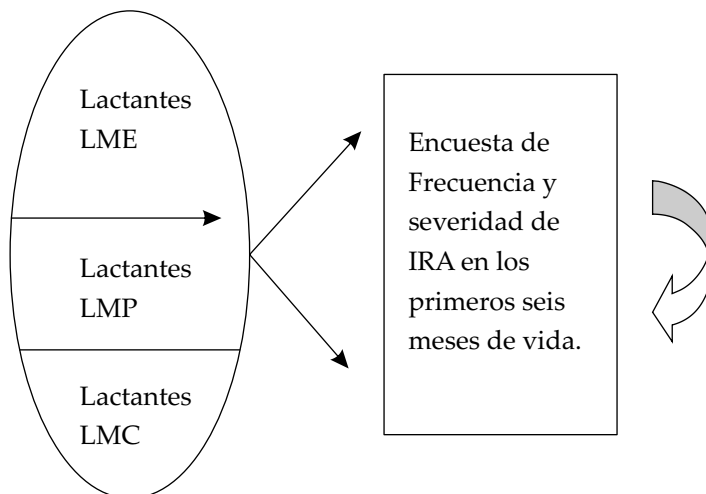 Lactantes
LME
Lactantes
LMP
Lactantes
LMC
Encuesta de
Frecuencia y
severidad de
IRA en los
primeros seis
meses de vida.